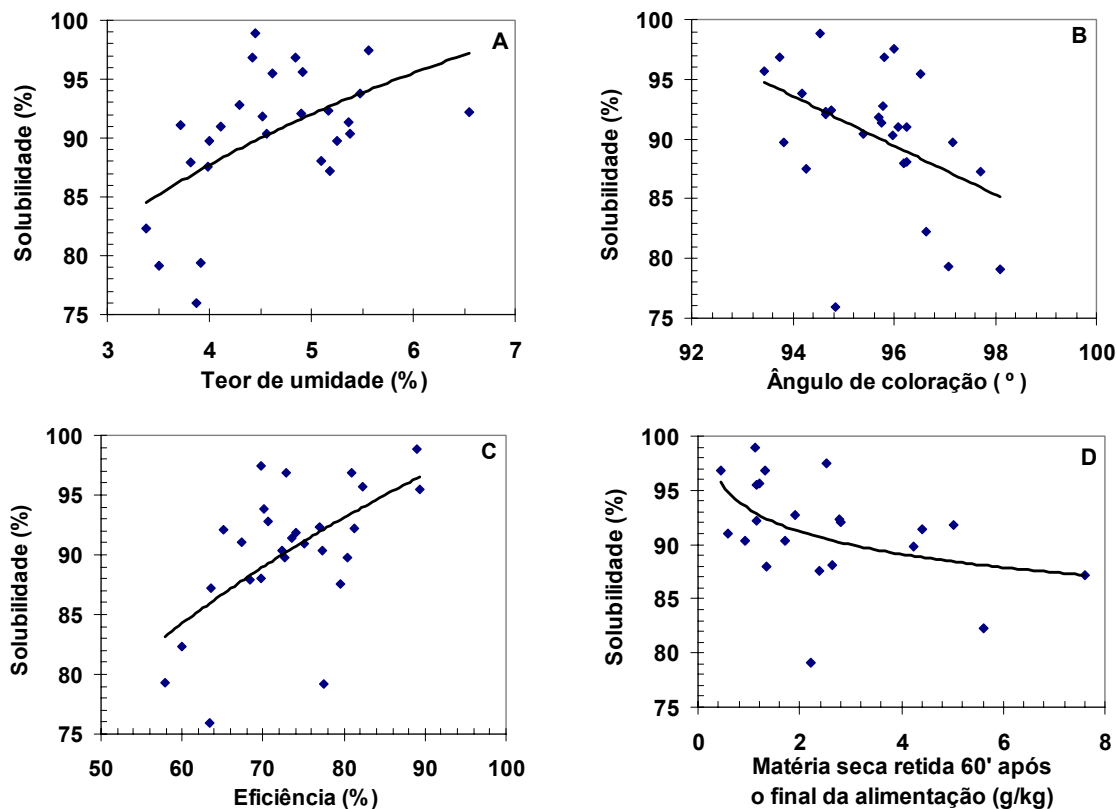 A
Solubilidade (%)
100
95
90
85
80
75
3 4 5 6 7
Teor de umidade (%)
B
Solubilidade (%)
100
95
90
85
80
75
92 94 96 98 100
Ângulo de coloração ( º )
C
Solubilidade (%)
100
95
90
85
80
75
50 60 70 80 90 100
Eficiência (%)
D
Solubilidade (%)
100
95
90
85
80
75
0 2 4 6 8
Matéria seca retida 60' após
o final da alimentação (g/kg)